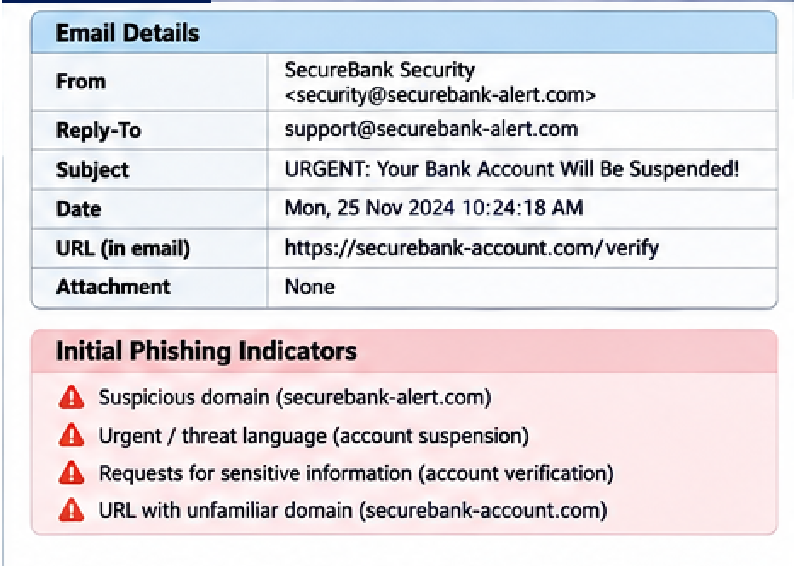 Email Details
From
SecureBank Security
<security@securebank-alert.com>
Reply-To
support@securebank-alert.com
Subject
URGENT: Your Bank Account Will Be Suspended!
Date
Mon, 25 Nov 2024 10:24:18 AM
URL (in email)
https://securebank-account.com/verify
Attachment
None
Initial Phishing Indicators
Suspicious domain (securebank-alert.com)
Urgent / threat language (account suspension)
Requests for sensitive information (account verification)
URL with unfamiliar domain (securebank-account.com)